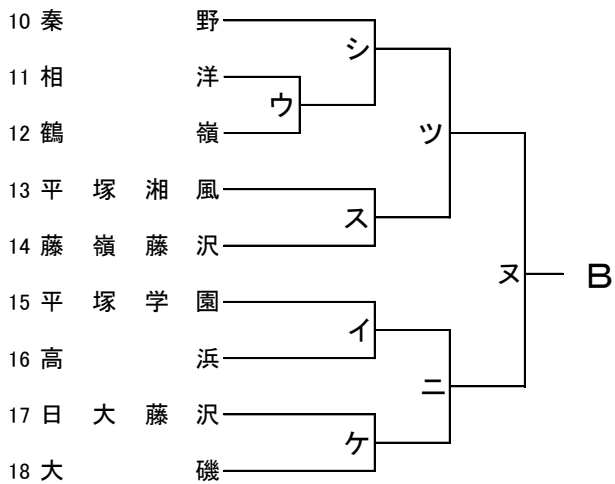 10 秦野
シ
11 相洋
ウ
12 鶴嶺
ツ
13 平塚湘風
ス
14 藤嶺藤沢
ヌ B
15 平塚学園
イ
16 高浜
ニ
17 日大藤沢
ケ
18 大磯